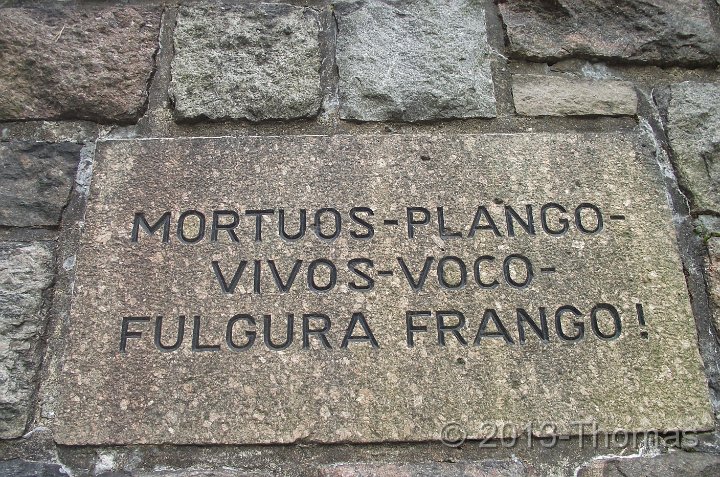 MORTUOS-PLANGO-
VIVOS-VOCO-
FULGURA FRANGO!
© 2013-Thomas